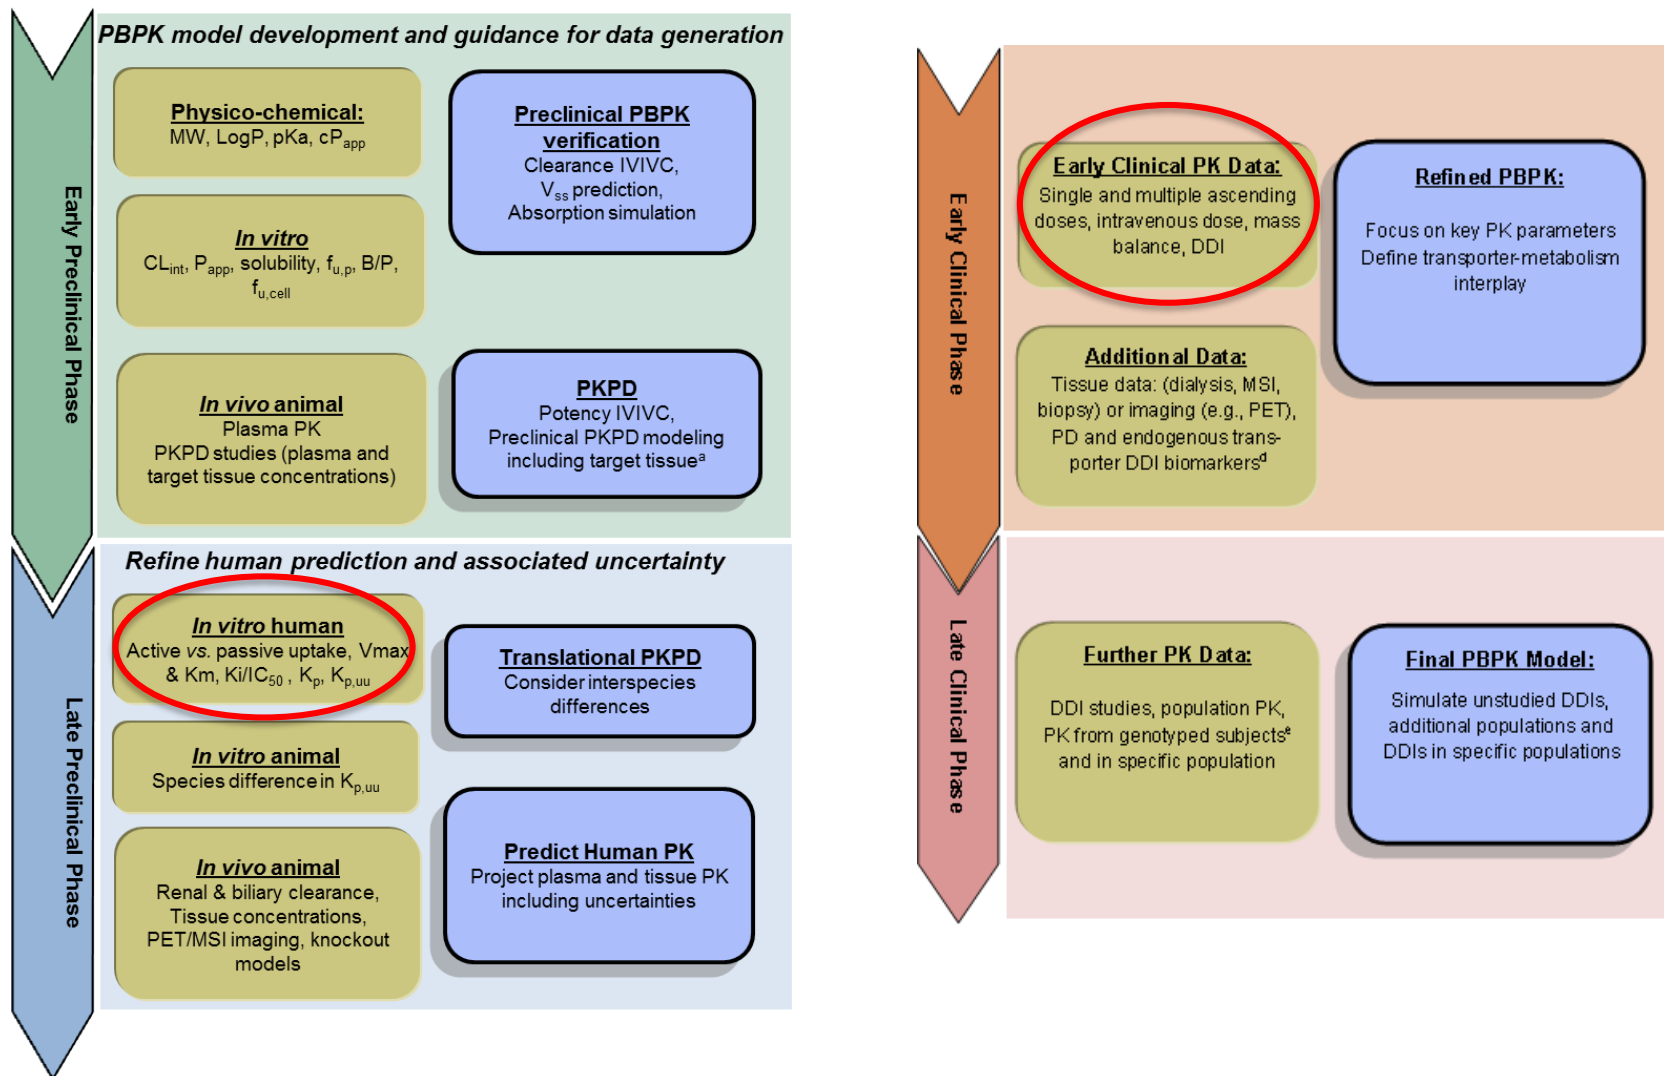 PBPK model development and guidance for data generation
Early Preclinical Phase
Physico-chemical:
MW, LogP, pKa, cPapp
In vitro
CLint, Papp, solubility, fu,p, B/P,
fu,cell
In vivo animal
Plasma PK
PKPD studies (plasma and
target tissue concentrations)
Preclinical PBPK
verification
Clearance IVIVC,
Vss prediction,
Absorption simulation
PKPD
Potency IVIVC,
Preclinical PKPD modeling
including target tissueᵃ
Refine human prediction and associated uncertainty
Late Preclinical Phase
In vitro human
Active vs. passive uptake, Vmax
& Km, Ki/IC50 , Kp, Kp,uu
In vitro animal
Species difference in Kp,uu
In vivo animal
Renal & biliary clearance,
Tissue concentrations,
PET/MSI imaging, knockout
models
Translational PKPD
Consider interspecies
differences
Predict Human PK
Project plasma and tissue PK
including uncertainties
Early Clinical Phase
Early Clinical PK Data:
Single and multiple ascending
doses, intravenous dose, mass
balance, DDI
Additional Data:
Tissue data: (dialysis, MSI,
biopsy) or imaging (e.g., PET),
PD and endogenous trans-
porter DDI biomarkersᵈ
Refined PBPK:
Focus on key PK parameters
Define transporter-metabolism
interplay
Late Clinical Phase
Further PK Data:
DDI studies, population PK,
PK from genotyped subjectsᵉ
and in specific population
Final PBPK Model:
Simulate unstudied DDIs,
additional populations and
DDIs in specific populations